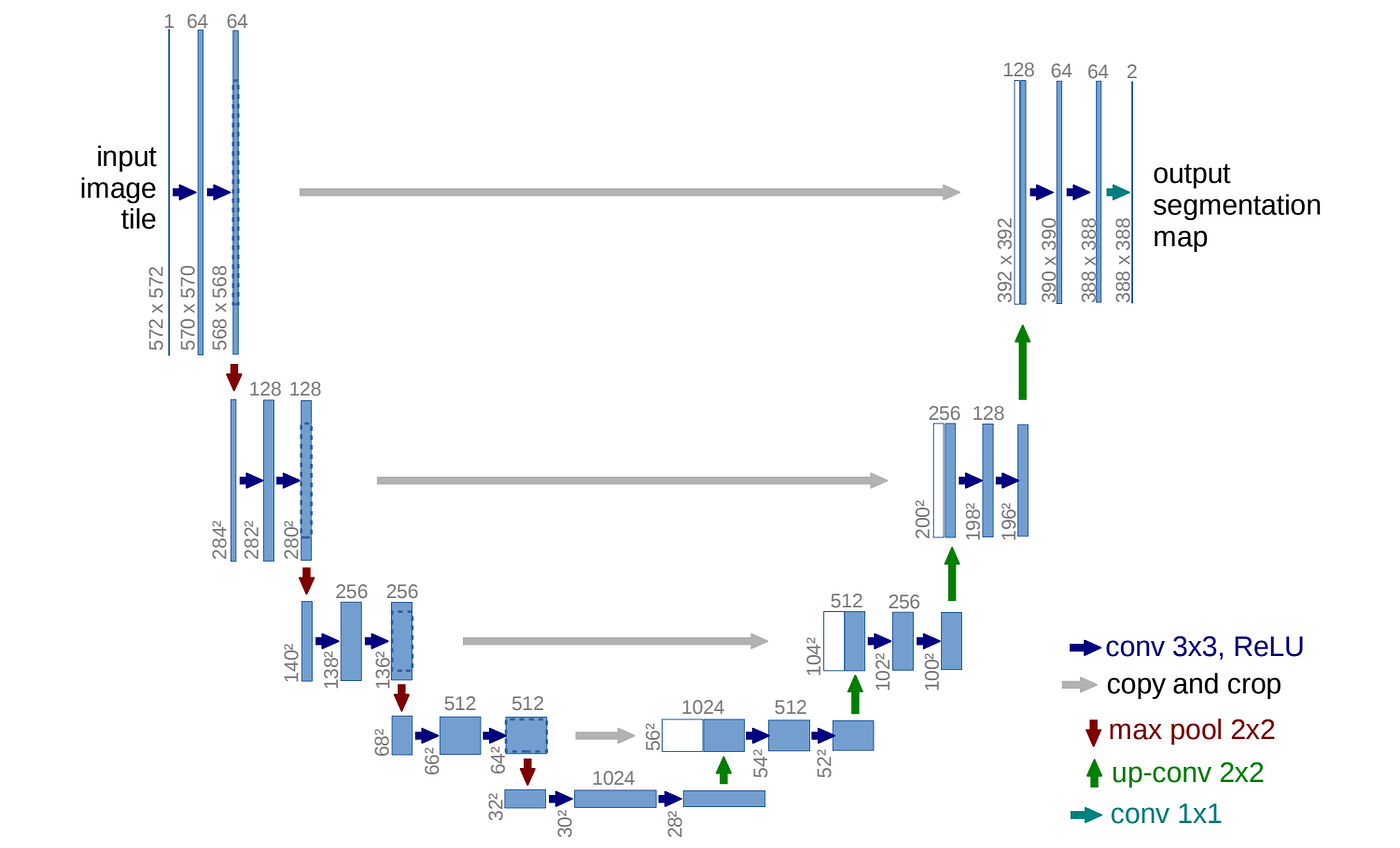 1 64 64
input
image
tile
572 x 572
570 x 570
568 x 568
128 64 64 2
output
segmentation
map
392 x 392
390 x 390
388 x 388
388 x 388
128 128
284²
282²
280²
256 128
200²
198²
196²
256 256
140²
138²
136²
512 256
104²
102²
100²
512 512
68²
66²
64²
1024 512
56²
54²
52²
1024
32²
30²
28²
conv 3x3, ReLU
copy and crop
max pool 2x2
up-conv 2x2
conv 1x1